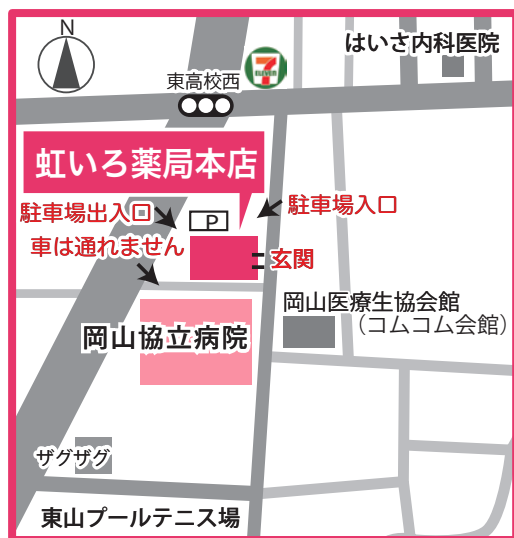 N
はいさ内科医院
ELEVEN
東高校西
虹いろ薬局本店
駐車場出入口
P
駐車場入口
車は通れません
玄関
岡山医療生協会館
（コムコム会館）
岡山協立病院
ザグザグ
東山プールテニス場